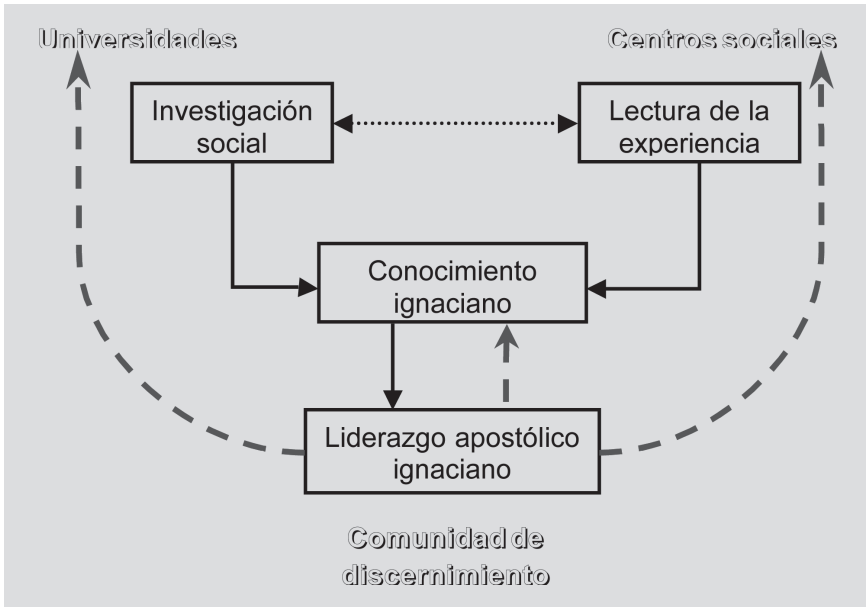 Universidades
Centros sociales
Investigación
social
Lectura de la
experiencia
Conocimiento
ignaciano
Liderazgo apostólico
ignaciano
Comunidad de
discernimiento